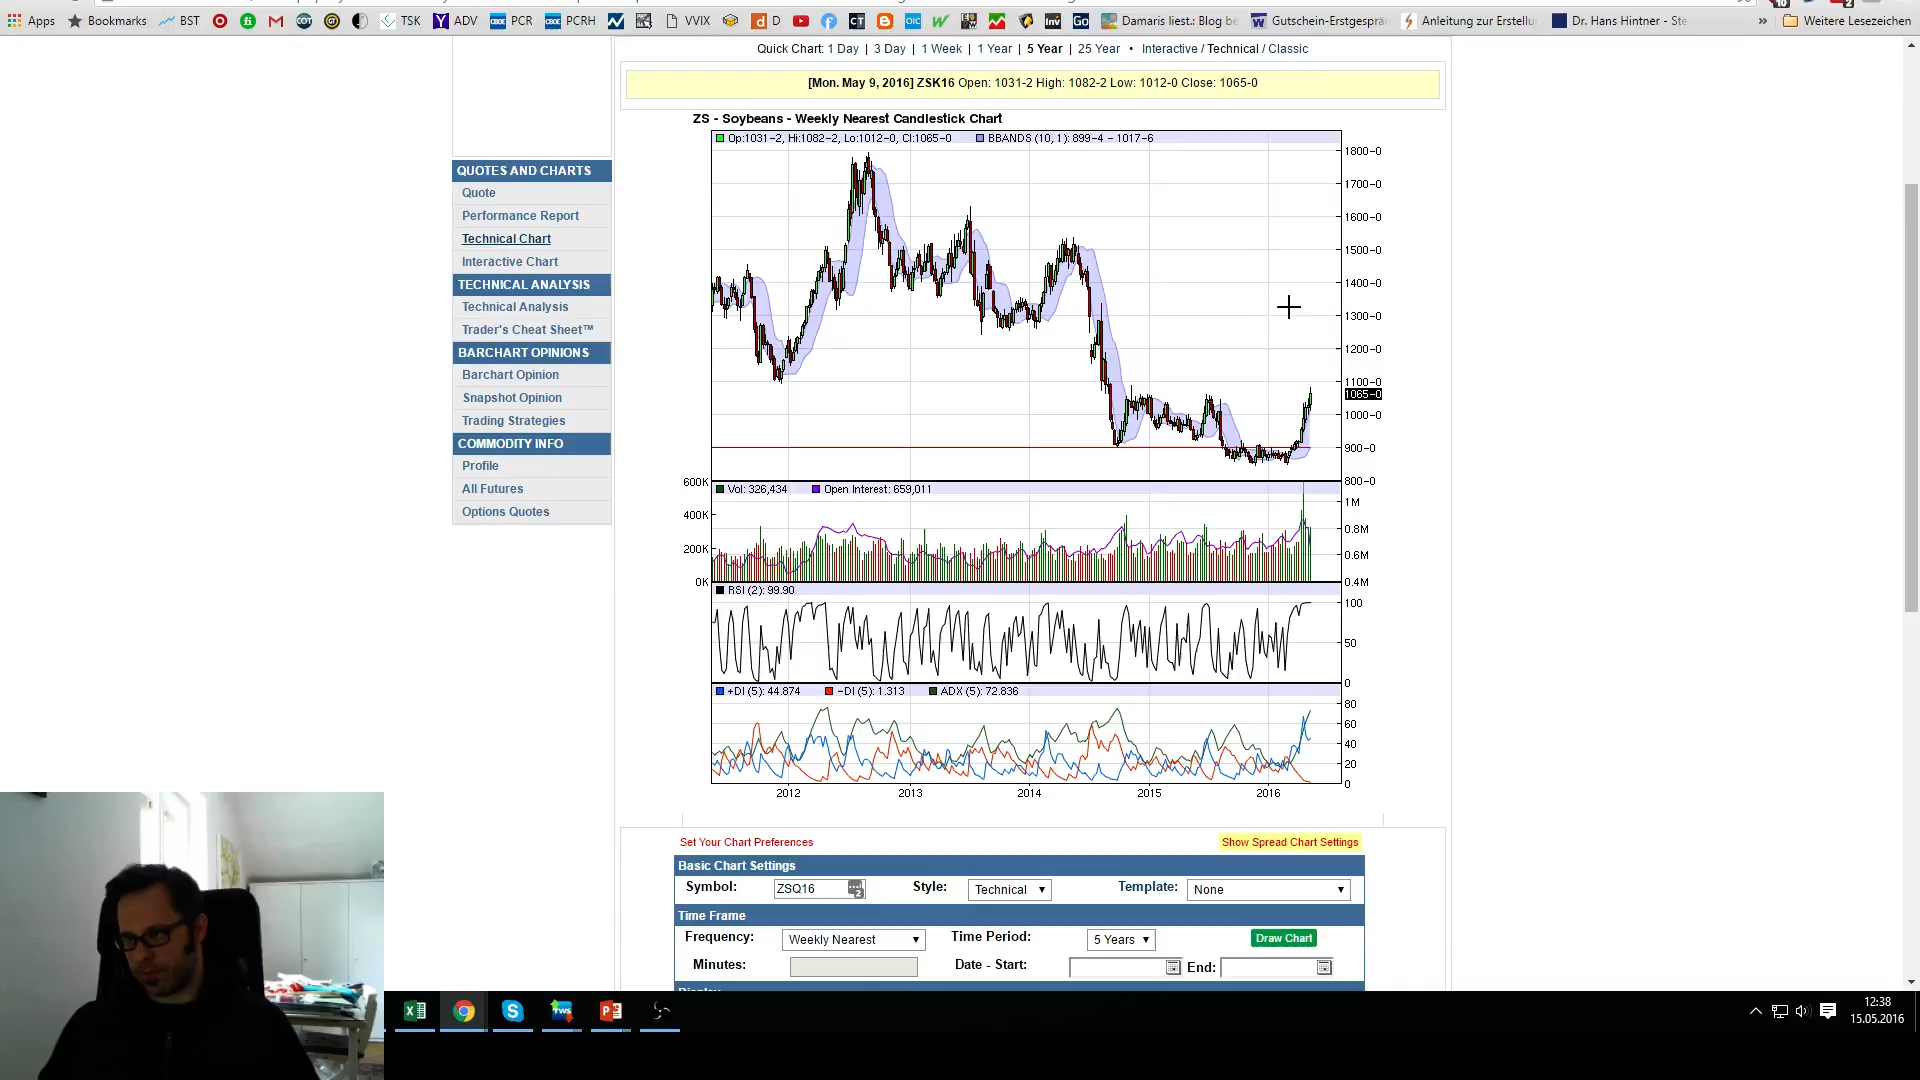 Apps Bookmarks BST TSK ADV PCR PCRH VVIX D Damaris liest.: Blog be Gutschein-Erstgesprä Anleitung zur Erstellu Dr. Hans Hintner - Ste » Weitere Lesezeichen
Quick Chart: 1 Day | 3 Day | 1 Week | 1 Year | 5 Year | 25 Year • Interactive / Technical / Classic
[Mon. May 9, 2016] ZSK16 Open: 1031-2 High: 1082-2 Low: 1012-0 Close: 1065-0
ZS - Soybeans - Weekly Nearest Candlestick Chart
Op:1031-2, Hi:1082-2, Lo:1012-0, Cl:1065-0 BBANDS (10, 1): 899-4 - 1017-6
1800-0
1700-0
1600-0
1500-0
1400-0
1300-0
1200-0
1100-0
1065-0
1000-0
900-0
800-0
QUOTES AND CHARTS
Quote
Performance Report
Technical Chart
Interactive Chart
TECHNICAL ANALYSIS
Technical Analysis
Trader's Cheat Sheet™
BARCHART OPINIONS
Barchart Opinion
Snapshot Opinion
Trading Strategies
COMMODITY INFO
Profile
All Futures
Options Quotes
Vol: 326,434 Open Interest: 659,011
600K
400K
200K
0K
1M
0.8M
0.6M
0.4M
RSI (2): 99.90
100
50
0
+DI (5): 44.874 -DI (5): 1.313 ADX (5): 72.836
80
60
40
20
0
2012 2013 2014 2015 2016
Set Your Chart Preferences Show Spread Chart Settings
Basic Chart Settings
Symbol: ZSQ16 Style: Technical Template: None
Time Frame
Frequency: Weekly Nearest Time Period: 5 Years Draw Chart
Minutes: Date - Start: End:
12:38
15.05.2016